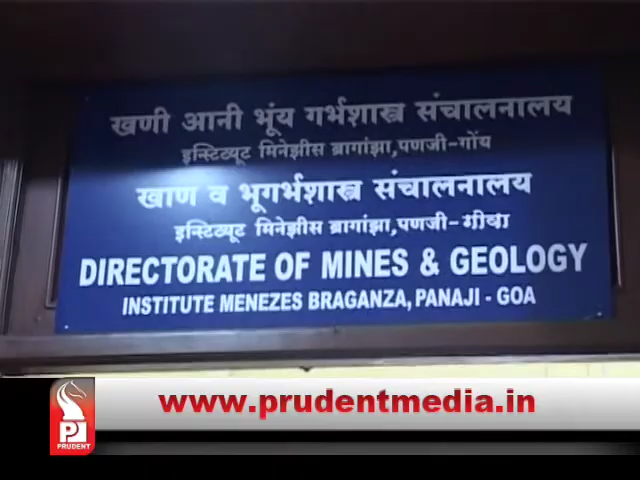 खणी आनी भूंय गर्भशास्त्र संचालनालय
इन्स्टिट्यूट मिनेझीस ब्रागांझा,पणजी-गोंय
खाण व भूगर्भशास्त्र संचालनालय
इन्स्टिट्यूट मिनेझीस ब्रागांझा,पणजी-गोवा
DIRECTORATE OF MINES & GEOLOGY
INSTITUTE MENEZES BRAGANZA, PANAJI - GOA
www.prudentmedia.in
PRUDENT